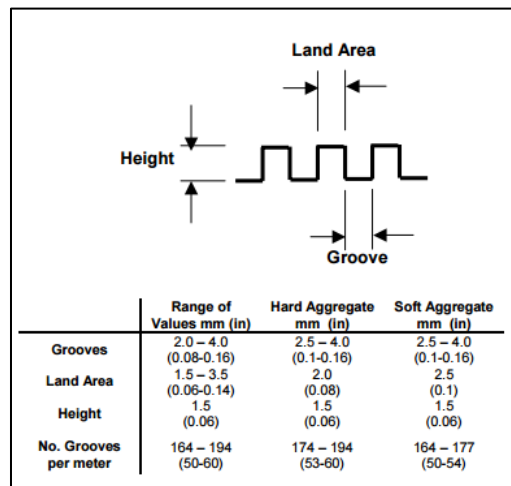 Land Area
Height
Groove
Range of Hard Aggregate Soft Aggregate
Values mm (in) mm (in) mm (in)
Grooves 2.0 – 4.0 2.5 – 4.0 2.5 – 4.0
(0.08-0.16) (0.1-0.16) (0.1-0.16)
Land Area 1.5 – 3.5 2.0 2.5
(0.06-0.14) (0.08) (0.1)
Height 1.5 1.5 1.5
(0.06) (0.06) (0.06)
No. Grooves 164 – 194 174 – 194 164 – 177
per meter (50-60) (53-60) (50-54)